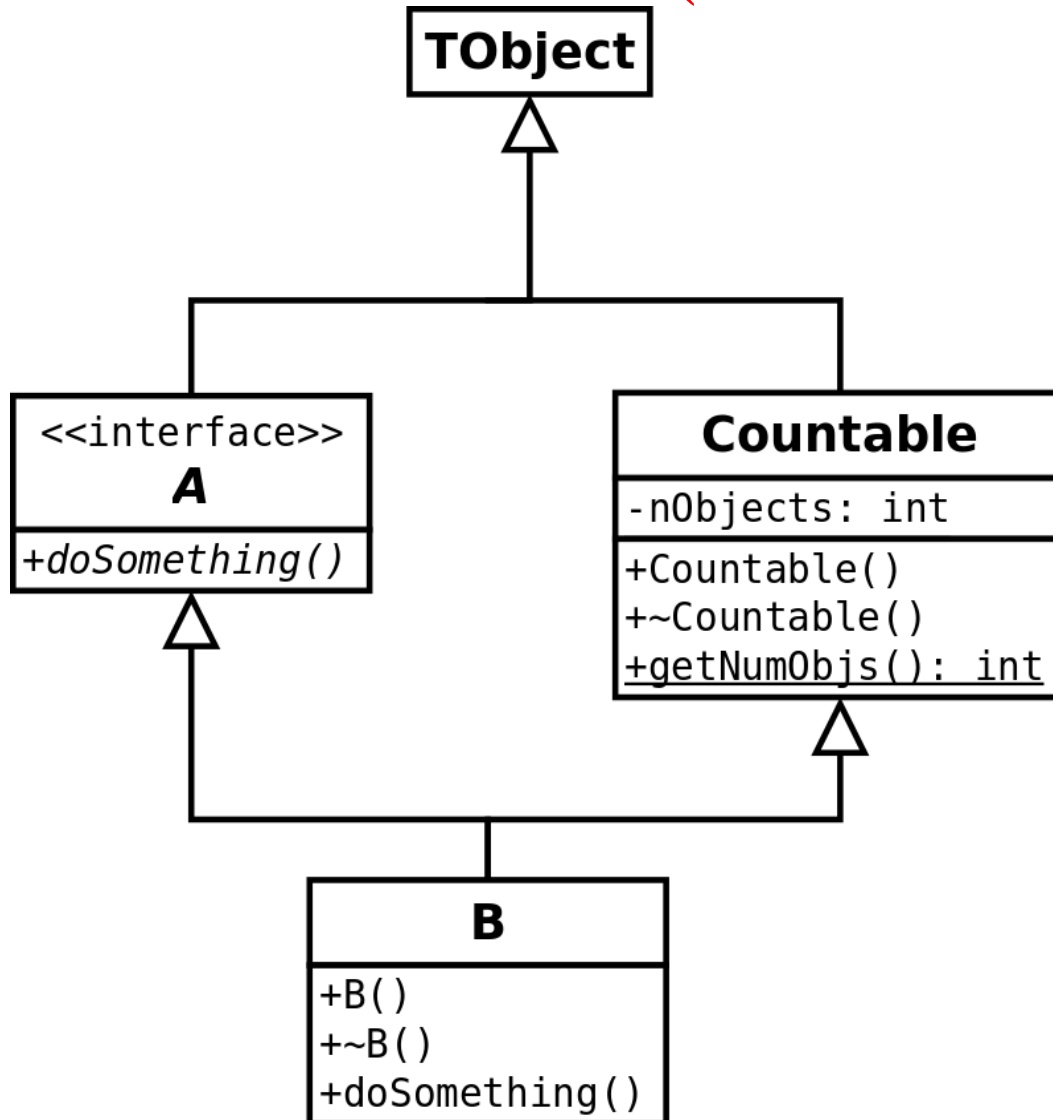 TObject
<<interface>>
A
+doSomething()
Countable
-nObjects: int
+Countable()
+~Countable()
+getNumObjs(): int
B
+B()
+~B()
+doSomething()